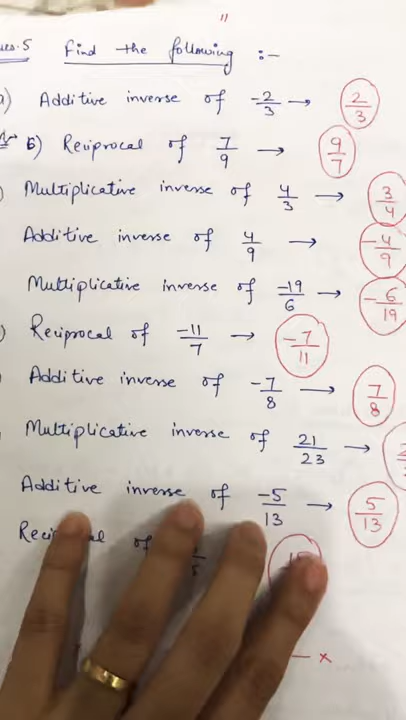 ues.5 Find the following :-
a) Additive inverse of -2/3 → 2/3
b) Reciprocal of 7/9 → 9/7
) Multiplicative inverse of 4/3 → 3/4
Additive inverse of 4/9 → -4/9
Multiplicative inverse of -19/6 → -6/19
) Reciprocal of -11/7 → -7/11
) Additive inverse of -7/8 → 7/8
Multiplicative inverse of 21/23 →
Additive inverse of -5/13 → 5/13
of
— x